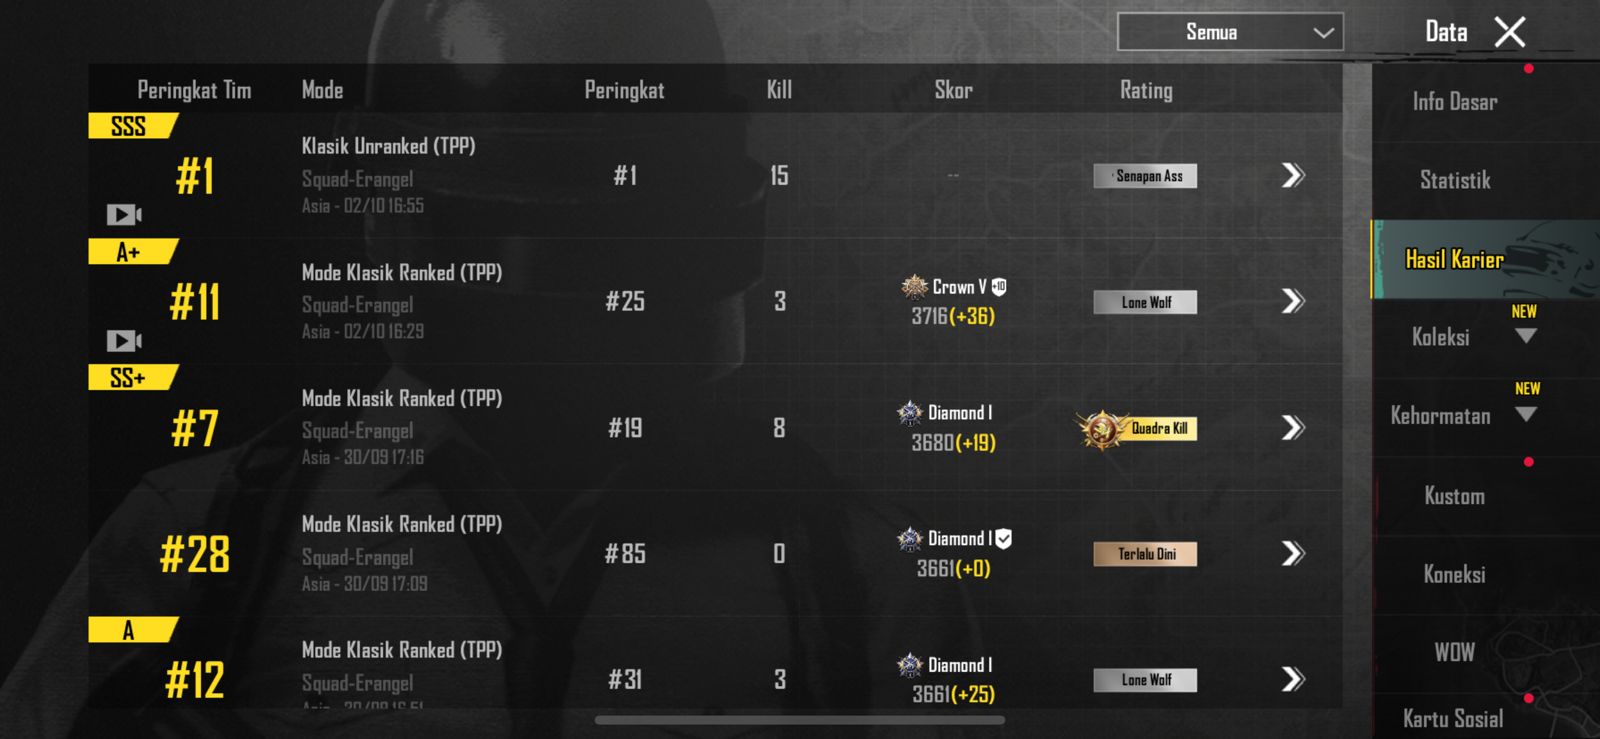 Semua
Data
Peringkat Tim Mode Peringkat Kill Skor Rating
SSS
#1
Klasik Unranked (TPP)
Squad-Erangel
Asia - 02/10 16:55
#1
15
--
Senapan Ass
A+
#11
Mode Klasik Ranked (TPP)
Squad-Erangel
Asia - 02/10 16:29
#25
3
Crown V +10
3716(+36)
Lone Wolf
SS+
#7
Mode Klasik Ranked (TPP)
Squad-Erangel
Asia - 30/09 17:16
#19
8
Diamond I
3680(+19)
Quadra Kill
#28
Mode Klasik Ranked (TPP)
Squad-Erangel
Asia - 30/09 17:09
#85
0
Diamond I
3661(+0)
Terlalu Dini
A
#12
Mode Klasik Ranked (TPP)
Squad-Erangel
Asia - 30/09 16:51
#31
3
Diamond I
3661(+25)
Lone Wolf
Info Dasar
Statistik
Hasil Karier
NEW
Koleksi
NEW
Kehormatan
Kustom
Koneksi
WOW
Kartu Sosial